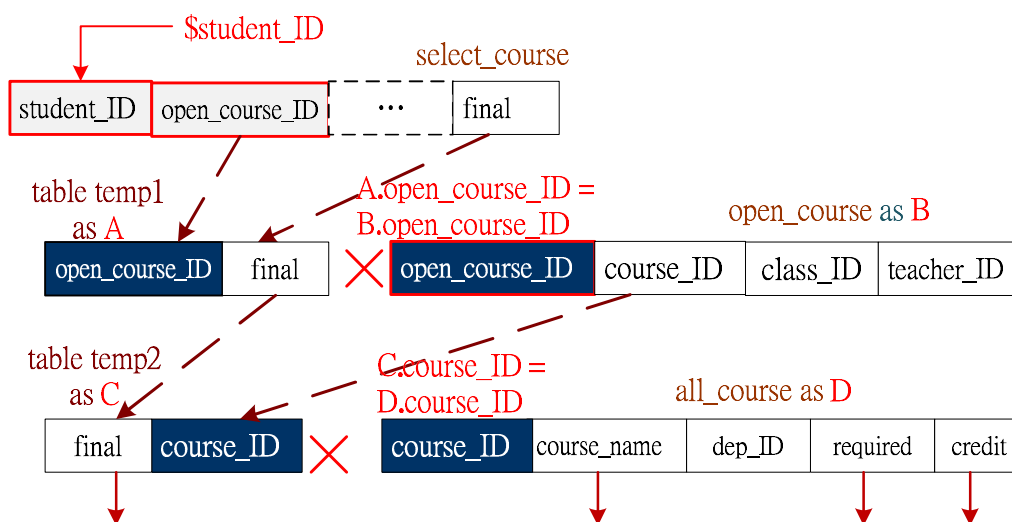 $student_ID
select_course
student_ID open_course_ID ... final
table temp1
as A
A.open_course_ID =
B.open_course_ID
open_course as B
open_course_ID final open_course_ID course_ID class_ID teacher_ID
table temp2
as C
C.course_ID =
D.course_ID
all_course as D
final course_ID course_ID course_name dep_ID required credit